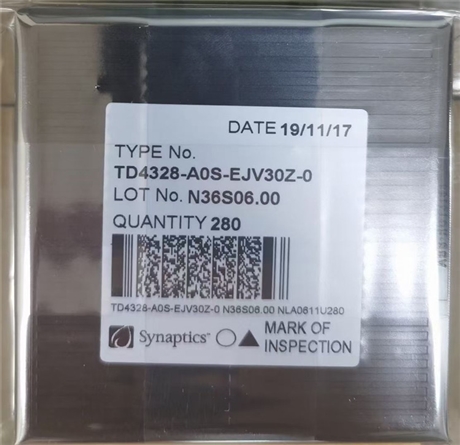 DATE 19/11/17
TYPE No.
TD4328-A0S-EJV30Z-0
LOT No. N36S06.00
QUANTITY 280
TD4328-A0S-EJV30Z-0 N36S06.00 NLA0611U280
Synaptics
MARK OF
INSPECTION